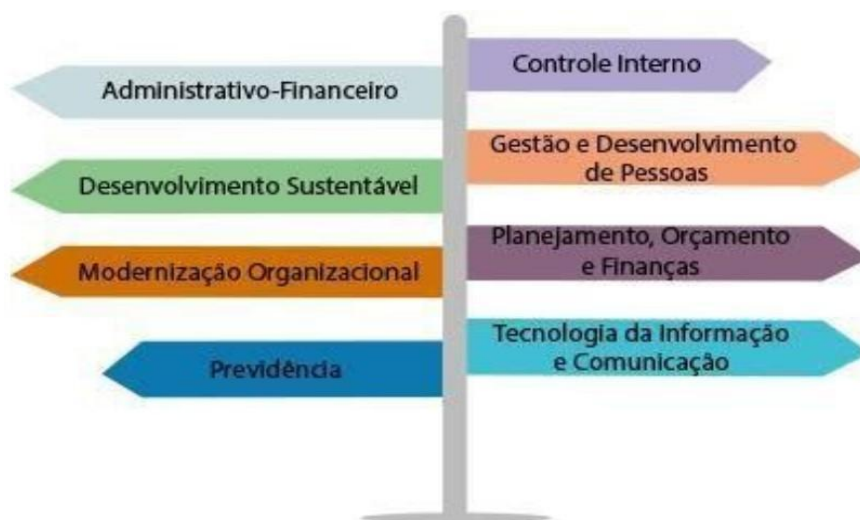 Administrativo-Financeiro
Desenvolvimento Sustentável
Modernização Organizacional
Previdência
Controle Interno
Gestão e Desenvolvimento
de Pessoas
Planejamento, Orçamento
e Finanças
Tecnologia da Informação
e Comunicação